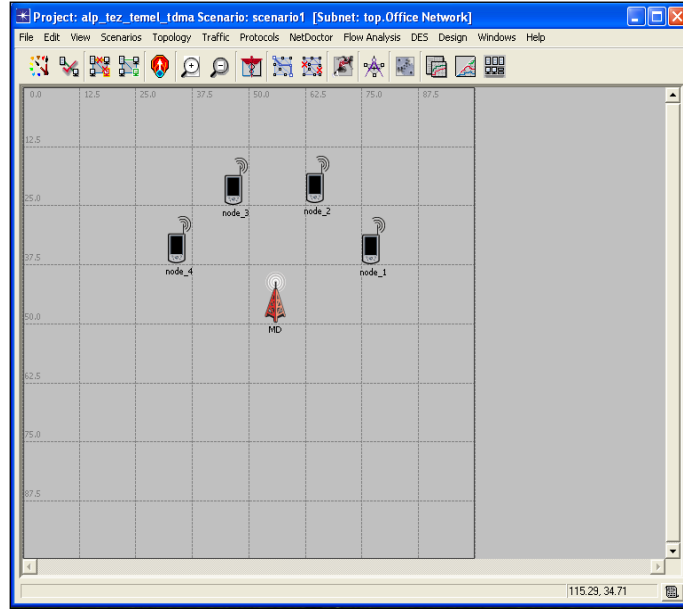 Project: alp_tez_temel_tdma Scenario: scenario1 [Subnet: top.Office Network]
File Edit View Scenarios Topology Traffic Protocols NetDoctor Flow Analysis DES Design Windows Help
0.0 12.5 25.0 37.5 50.0 62.5 75.0 87.5
12.5
25.0
node_3 node_2
37.5
node_4 node_1
50.0
MD
62.5
75.0
87.5
115.29, 34.71